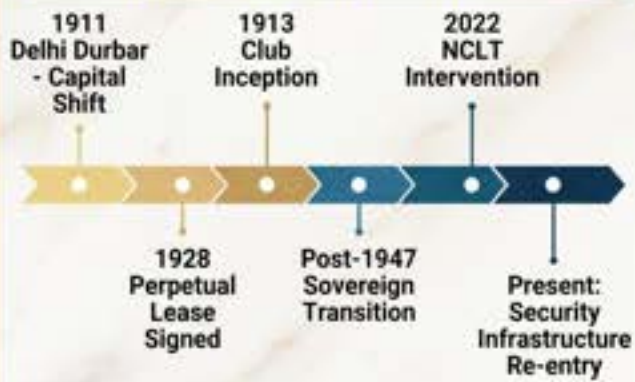 1911
Delhi Durbar
- Capital
Shift
1913
Club
Inception
2022
NCLT
Intervention
1928
Perpetual
Lease
Signed
Post-1947
Sovereign
Transition
Present:
Security
Infrastructure
Re-entry